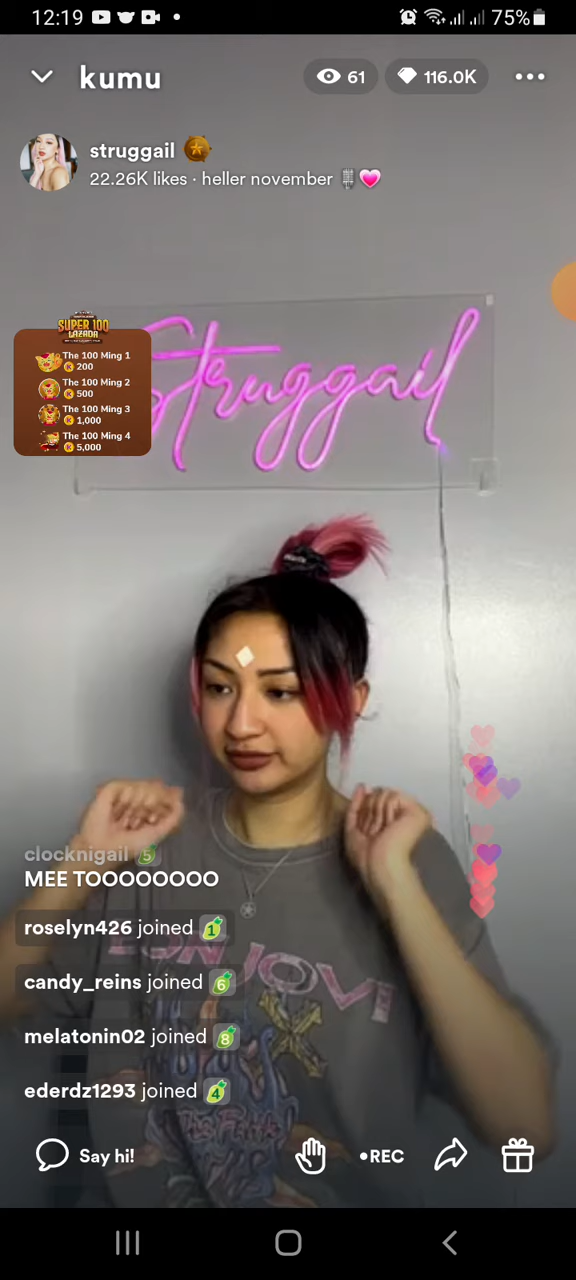 12:19
75%
kumu
61
116.0K
struggail
22.26K likes · heller november
SUPER 100
LAZADA
The 100 Ming 1
200
The 100 Ming 2
500
The 100 Ming 3
1,000
The 100 Ming 4
5,000
Struggail
clocknigail 5
MEE TOOOOOOOO
roselyn426 joined 1
BON JOVI
candy_reins joined 6
melatonin02 joined 8
ederdz1293 joined 4
Say hi!
•REC